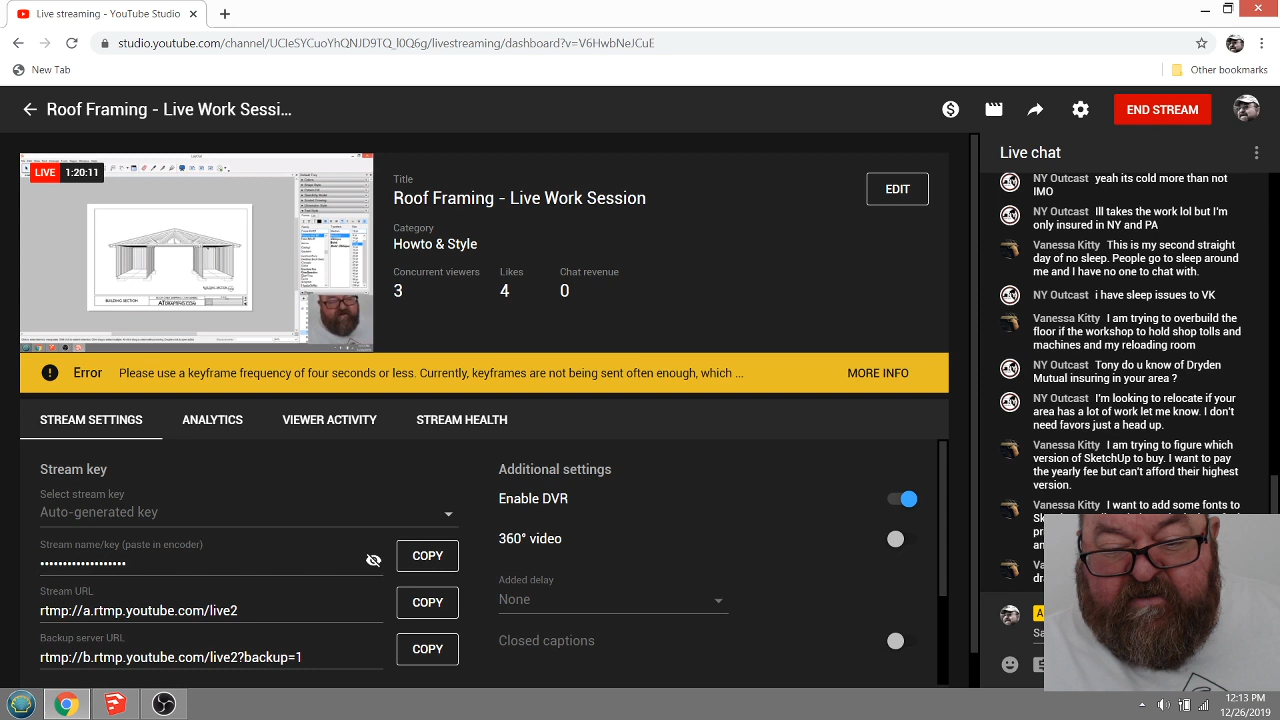 Live streaming - YouTube Studio
studio.youtube.com/channel/UCIeSYCuoYhQNJD9TQ_l0Q6g/livestreaming/dashboard?v=V6HwbNeJCuE
New Tab
Other bookmarks
Roof Framing - Live Work Sessi...
END STREAM
LIVE 1:20:11
BUILDING SECTION
Title
Roof Framing - Live Work Session
EDIT
Category
Howto & Style
Concurrent viewers
Likes
Chat revenue
3
4
0
Error
Please use a keyframe frequency of four seconds or less. Currently, keyframes are not being sent often enough, which ...
MORE INFO
STREAM SETTINGS
ANALYTICS
VIEWER ACTIVITY
STREAM HEALTH
Stream key
Select stream key
Auto-generated key
Stream name/key (paste in encoder)
•••••••••••••••••••
COPY
Stream URL
rtmp://a.rtmp.youtube.com/live2
COPY
Backup server URL
rtmp://b.rtmp.youtube.com/live2?backup=1
COPY
Additional settings
Enable DVR
360° video
Added delay
None
Closed captions
Live chat
NY Outcast yeah its cold more than not
IMO
NY Outcast ill takes the work lol but I'm
only insured in NY and PA
Vanessa Kitty This is my second straight
day of no sleep. People go to sleep around
me and I have no one to chat with.
NY Outcast i have sleep issues to VK
Vanessa Kitty I am trying to overbuild the
floor if the workshop to hold my tolls and
machines and my reloading room
NY Outcast Tony do u know of Dryden
Mutual insuring in your area ?
NY Outcast I'm looking to relocate if your
area has a lot of work let me know. I don't
need favors just a head up.
Vanessa Kitty I am trying to figure which
version of SketchUp to buy. I want to pay
the yearly fee but can't afford their highest
version.
Vanessa Kitty I want to add some fonts to
12:13 PM
12/26/2019